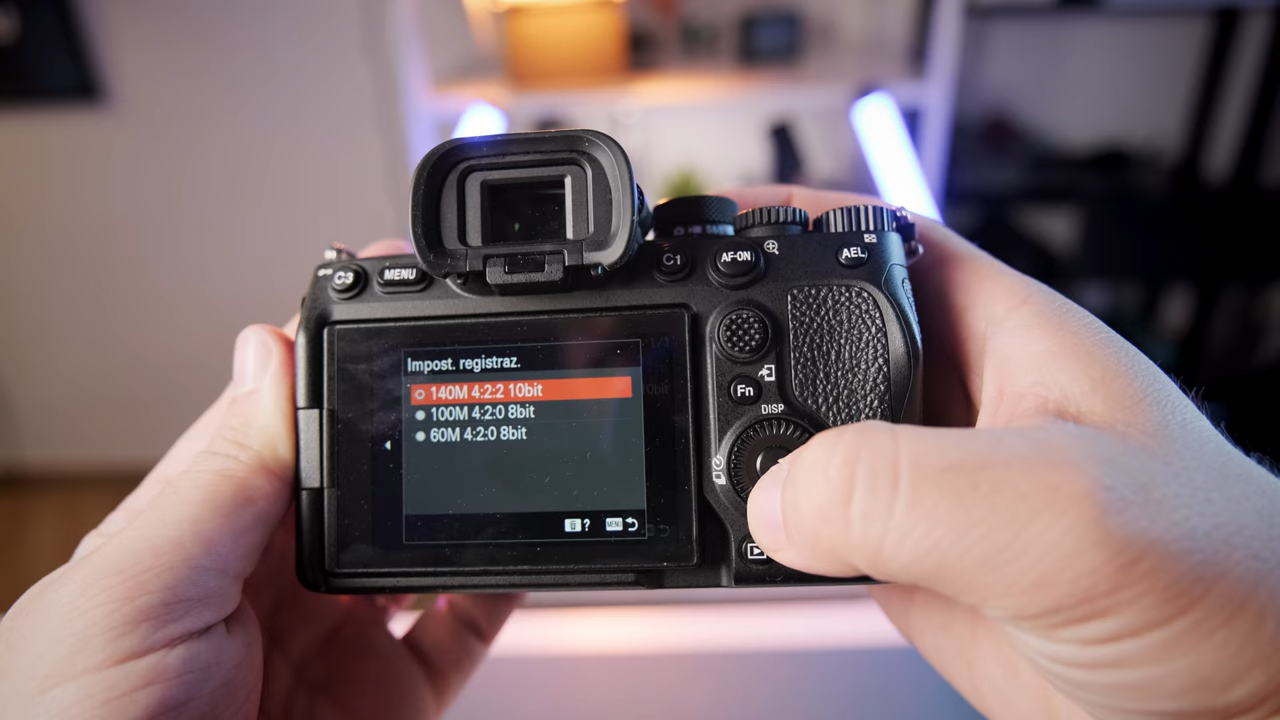 C3
MENU
C1
AF-ON
AEL
Fn
DISP
Impost. registraz.
140M 4:2:2 10bit
100M 4:2:0 8bit
60M 4:2:0 8bit
?
MENU